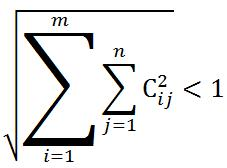 √(∑_{i=1}^{m} ∑_{j=1}^{n} C_{ij}^{2}) < 1